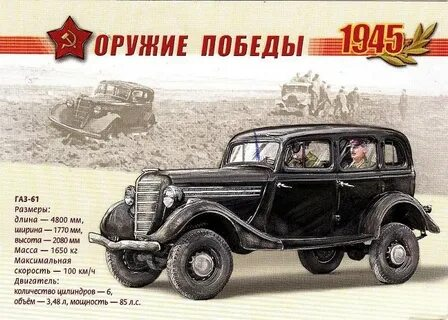 ОРУЖИЕ ПОБЕДЫ
1945
ГАЗ-61
Размеры:
длина — 4800 мм,
ширина — 1770 мм,
высота — 2080 мм
Масса — 1650 кг
Максимальная
скорость — 100 км/ч
Двигатель:
количество цилиндров — 6,
объём — 3,48 л, мощность — 85 л.с.